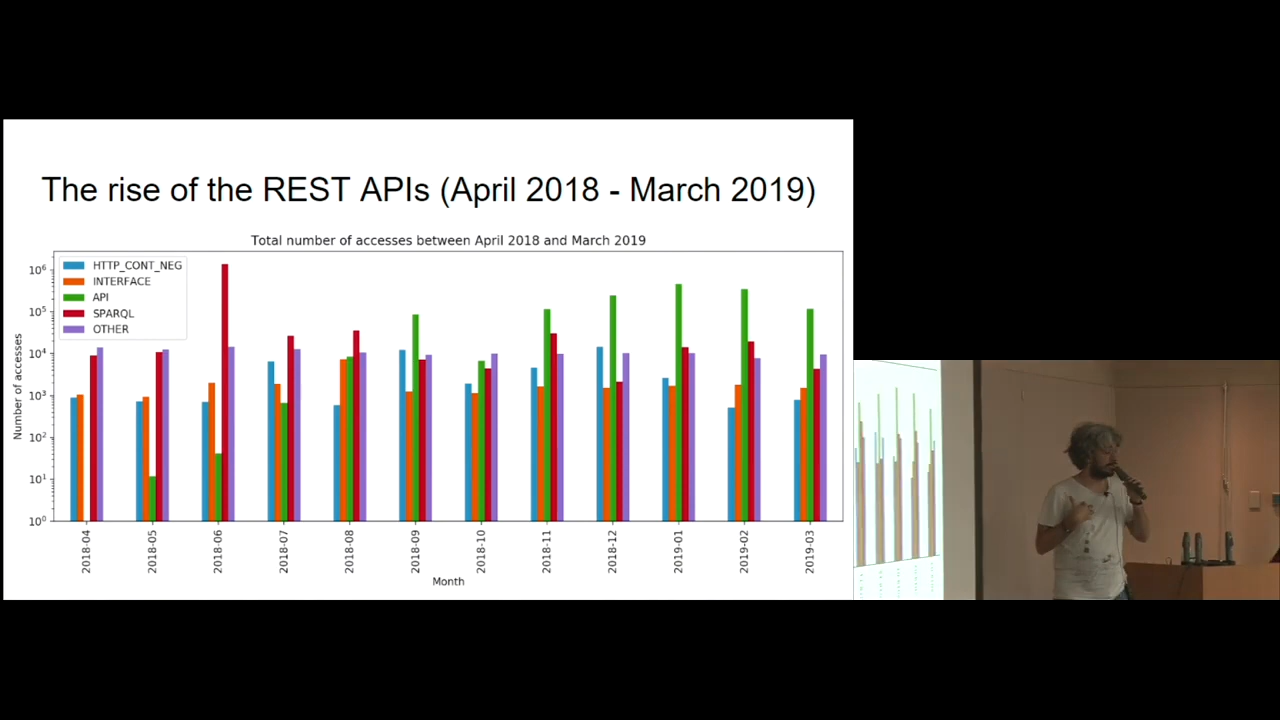 The rise of the REST APIs (April 2018 - March 2019)
Total number of accesses between April 2018 and March 2019
HTTP_CONT_NEG
INTERFACE
API
SPARQL
OTHER
Number of accesses
10⁶
10⁵
10⁴
10³
10²
10¹
10⁰
2018-04
2018-05
2018-06
2018-07
2018-08
2018-09
2018-10
2018-11
2018-12
2019-01
2019-02
2019-03
Month